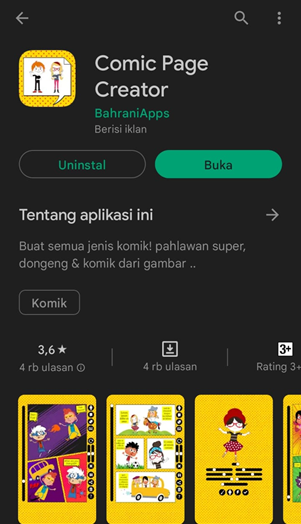 Comic Page
Creator
BahraniApps
Berisi iklan
Uninstal
Buka
Tentang aplikasi ini
Buat semua jenis komik! pahlawan super,
dongeng & komik dari gambar ..
Komik
3,6★
4 rb ulasan
4 rb ulasan
3+
Rating 3+